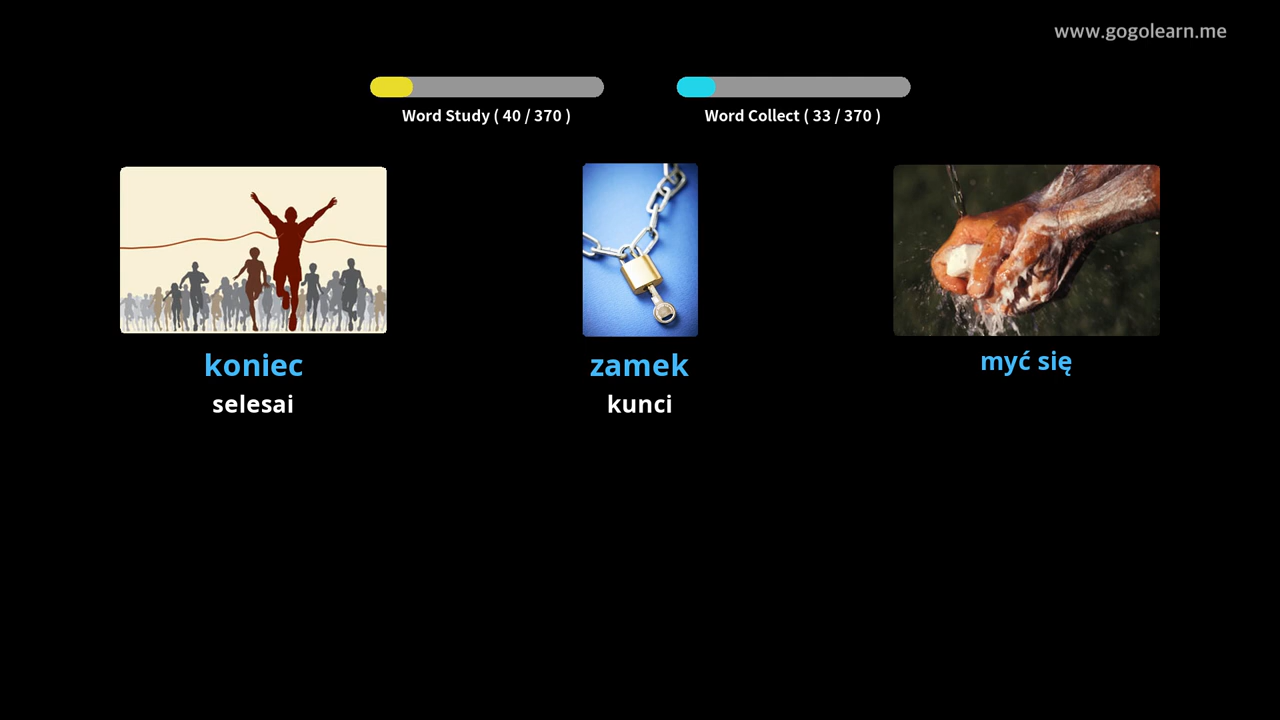 www.gogolearn.me
Word Study ( 40 / 370 )
Word Collect ( 33 / 370 )
koniec
selesai
zamek
kunci
myć się